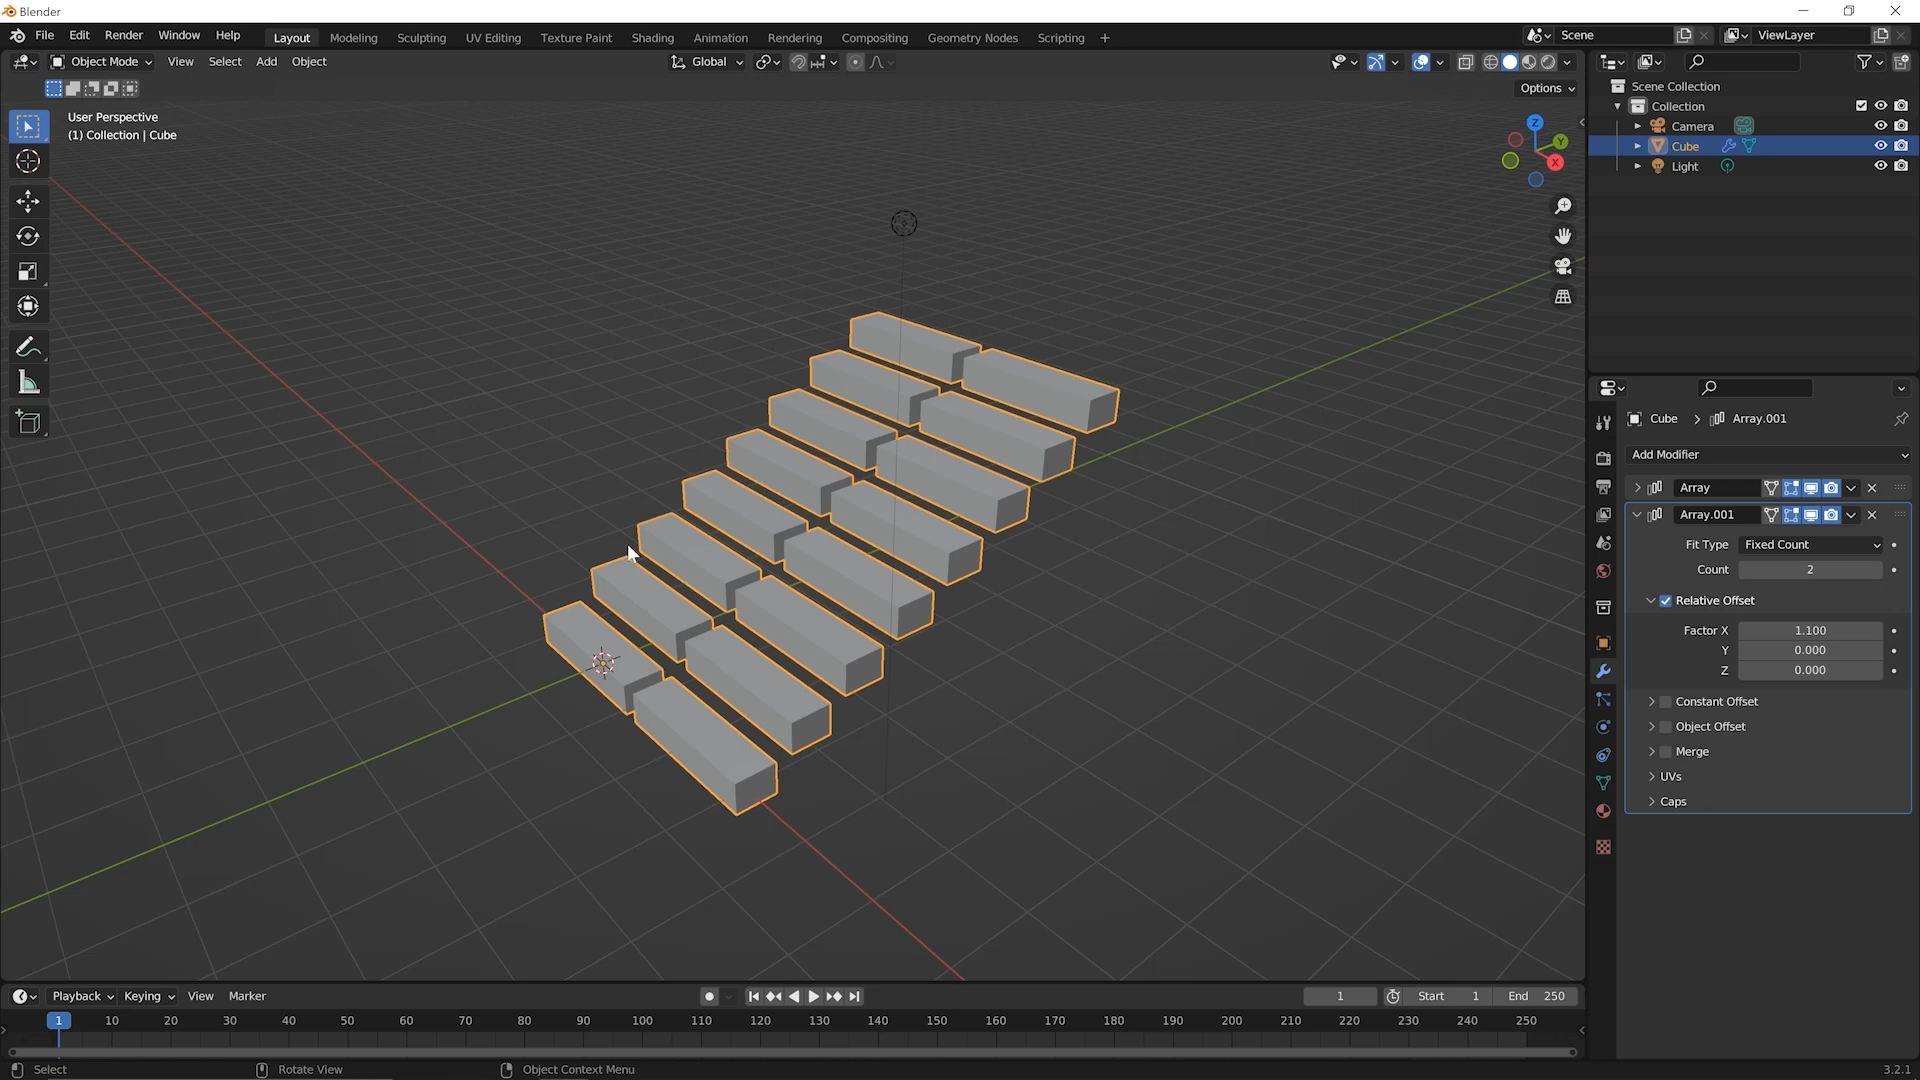 Blender
File Edit Render Window Help Layout Modeling Sculpting UV Editing Texture Paint Shading Animation Rendering Compositing Geometry Nodes Scripting + Scene ViewLayer
Object Mode View Select Add Object Global
Options
User Perspective
(1) Collection | Cube
Z
Y
X
Scene Collection
Collection
Camera
Cube
Light
Cube > Array.001
Add Modifier
Array
Array.001
Fit Type Fixed Count
Count 2
Relative Offset
Factor X 1.100
Y 0.000
Z 0.000
Constant Offset
Object Offset
Merge
UVs
Caps
Playback Keying View Marker 1 Start 1 End 250
1 10 20 30 40 50 60 70 80 90 100 110 120 130 140 150 160 170 180 190 200 210 220 230 240 250
Select Rotate View Object Context Menu 3.2.1